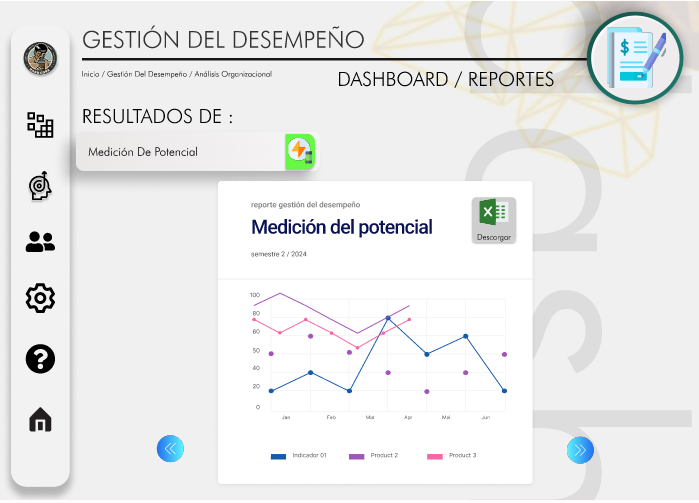 GESTIÓN DEL DESEMPEÑO
Inicio / Gestión Del Desempeño / Análisis Organizacional
DASHBOARD / REPORTES
RESULTADOS DE :
Medición De Potencial
reporte gestión del desempeño
Medición del potencial
Descargar
semestre 2 / 2024
100
80
60
50
40
20
0
Jan
Feb
Mar
Apr
Mai
Jun
Indicador 01
Product 2
Product 3